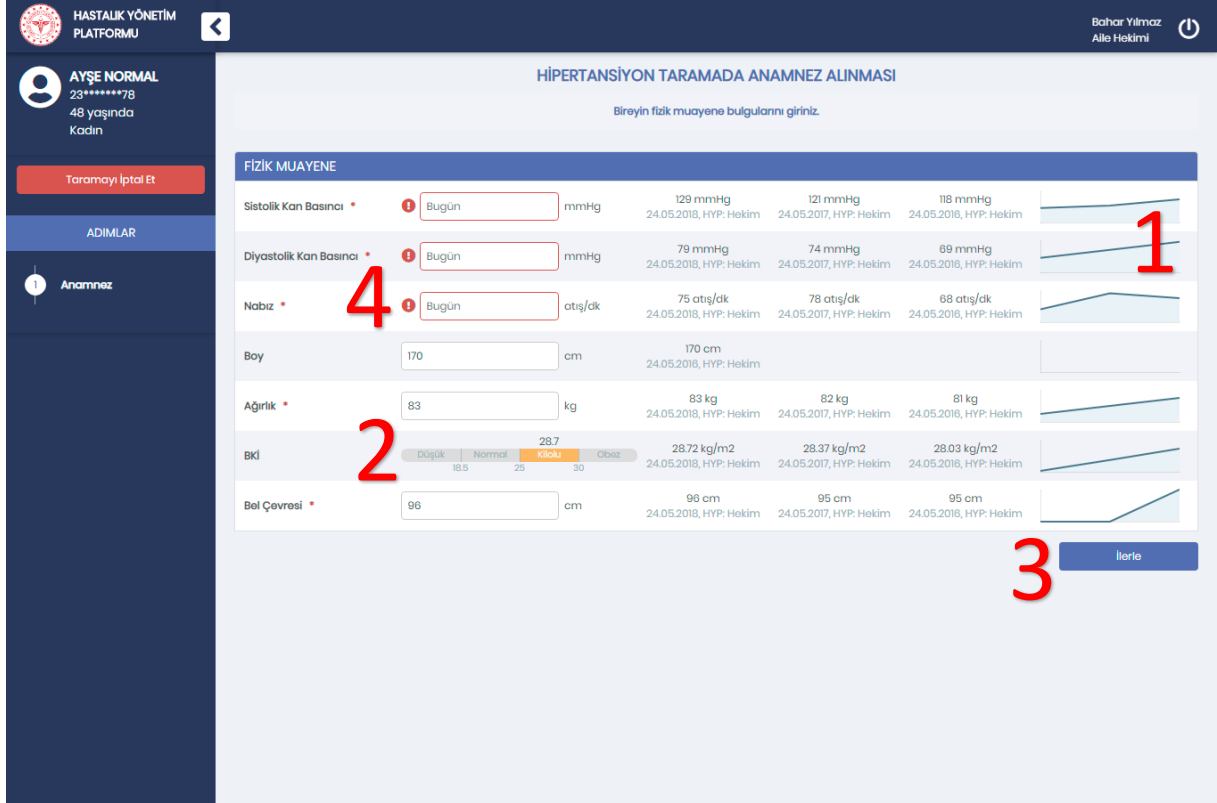 HASTALIK YÖNETİM
PLATFORMU
Bahar Yılmaz
Aile Hekimi
AYŞE NORMAL
23*******78
48 yaşında
Kadın
Taramayı İptal Et
ADIMLAR
1 Anamnez
HİPERTANSİYON TARAMADA ANAMNEZ ALINMASI
Bireyin fizik muayene bulgularını giriniz.
FİZİK MUAYENE
Sistolik Kan Basıncı * Bugün mmHg 129 mmHg 121 mmHg 118 mmHg
24.05.2018, HYP: Hekim 24.05.2017, HYP: Hekim 24.05.2016, HYP: Hekim
1
Diyastolik Kan Basıncı * Bugün mmHg 79 mmHg 74 mmHg 69 mmHg
24.05.2018, HYP: Hekim 24.05.2017, HYP: Hekim 24.05.2016, HYP: Hekim
4
Nabız * Bugün atış/dk 75 atış/dk 78 atış/dk 68 atış/dk
24.05.2018, HYP: Hekim 24.05.2017, HYP: Hekim 24.05.2016, HYP: Hekim
Boy 170 cm 170 cm
24.05.2016, HYP: Hekim
Ağırlık * 83 kg 83 kg 82 kg 81 kg
24.05.2018, HYP: Hekim 24.05.2017, HYP: Hekim 24.05.2016, HYP: Hekim
2
28.7
BKİ Düşük Normal Kilolu Obez 28.72 kg/m2 28.37 kg/m2 28.03 kg/m2
18.5 25 30 24.05.2018, HYP: Hekim 24.05.2017, HYP: Hekim 24.05.2016, HYP: Hekim
Bel Çevresi * 96 cm 96 cm 95 cm 95 cm
24.05.2018, HYP: Hekim 24.05.2017, HYP: Hekim 24.05.2016, HYP: Hekim
3
İlerle